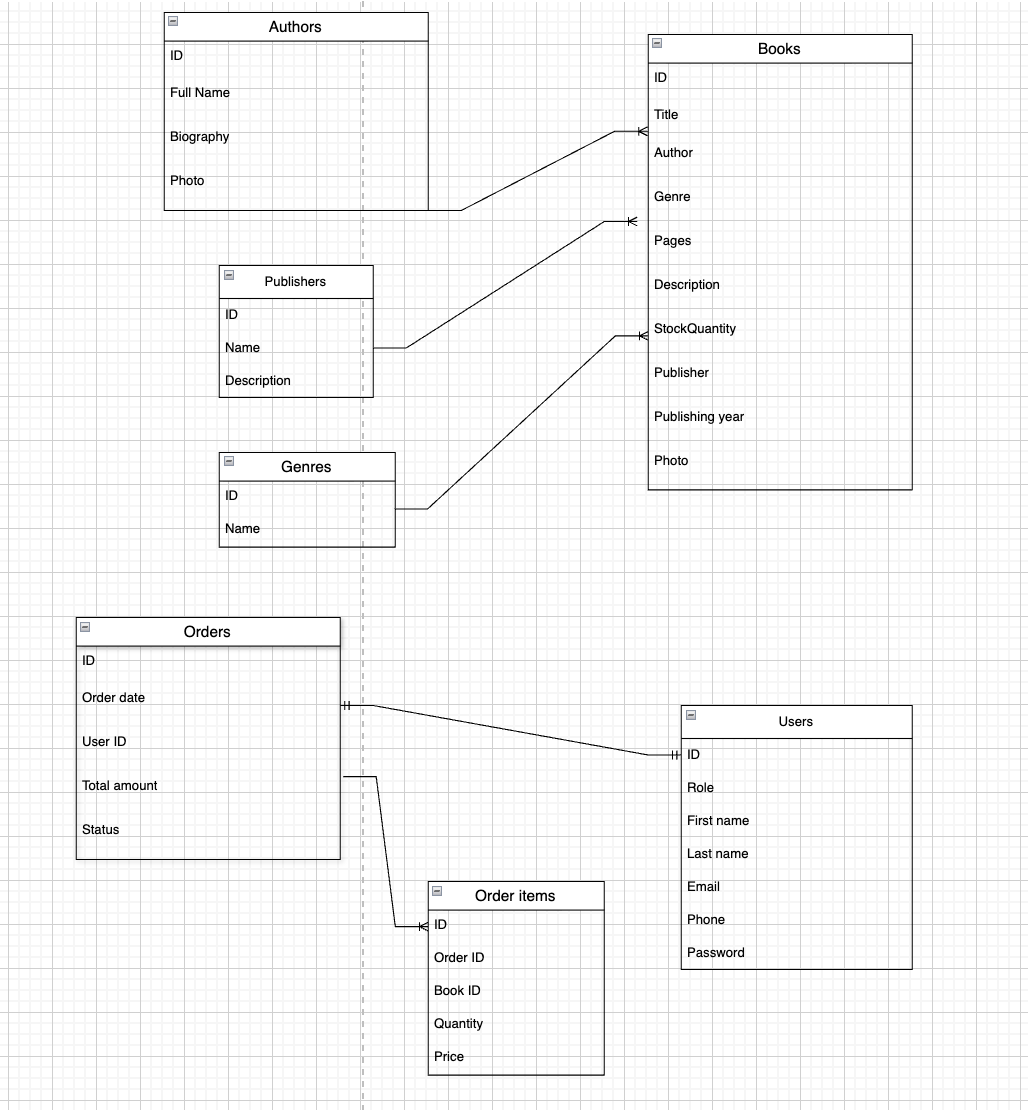 Authors
ID
Full Name
Biography
Photo
Books
ID
Title
Author
Genre
Pages
Description
StockQuantity
Publisher
Publishing year
Photo
Publishers
ID
Name
Description
Genres
ID
Name
Orders
ID
Order date
User ID
Total amount
Status
Users
ID
Role
First name
Last name
Email
Phone
Password
Order items
ID
Order ID
Book ID
Quantity
Price